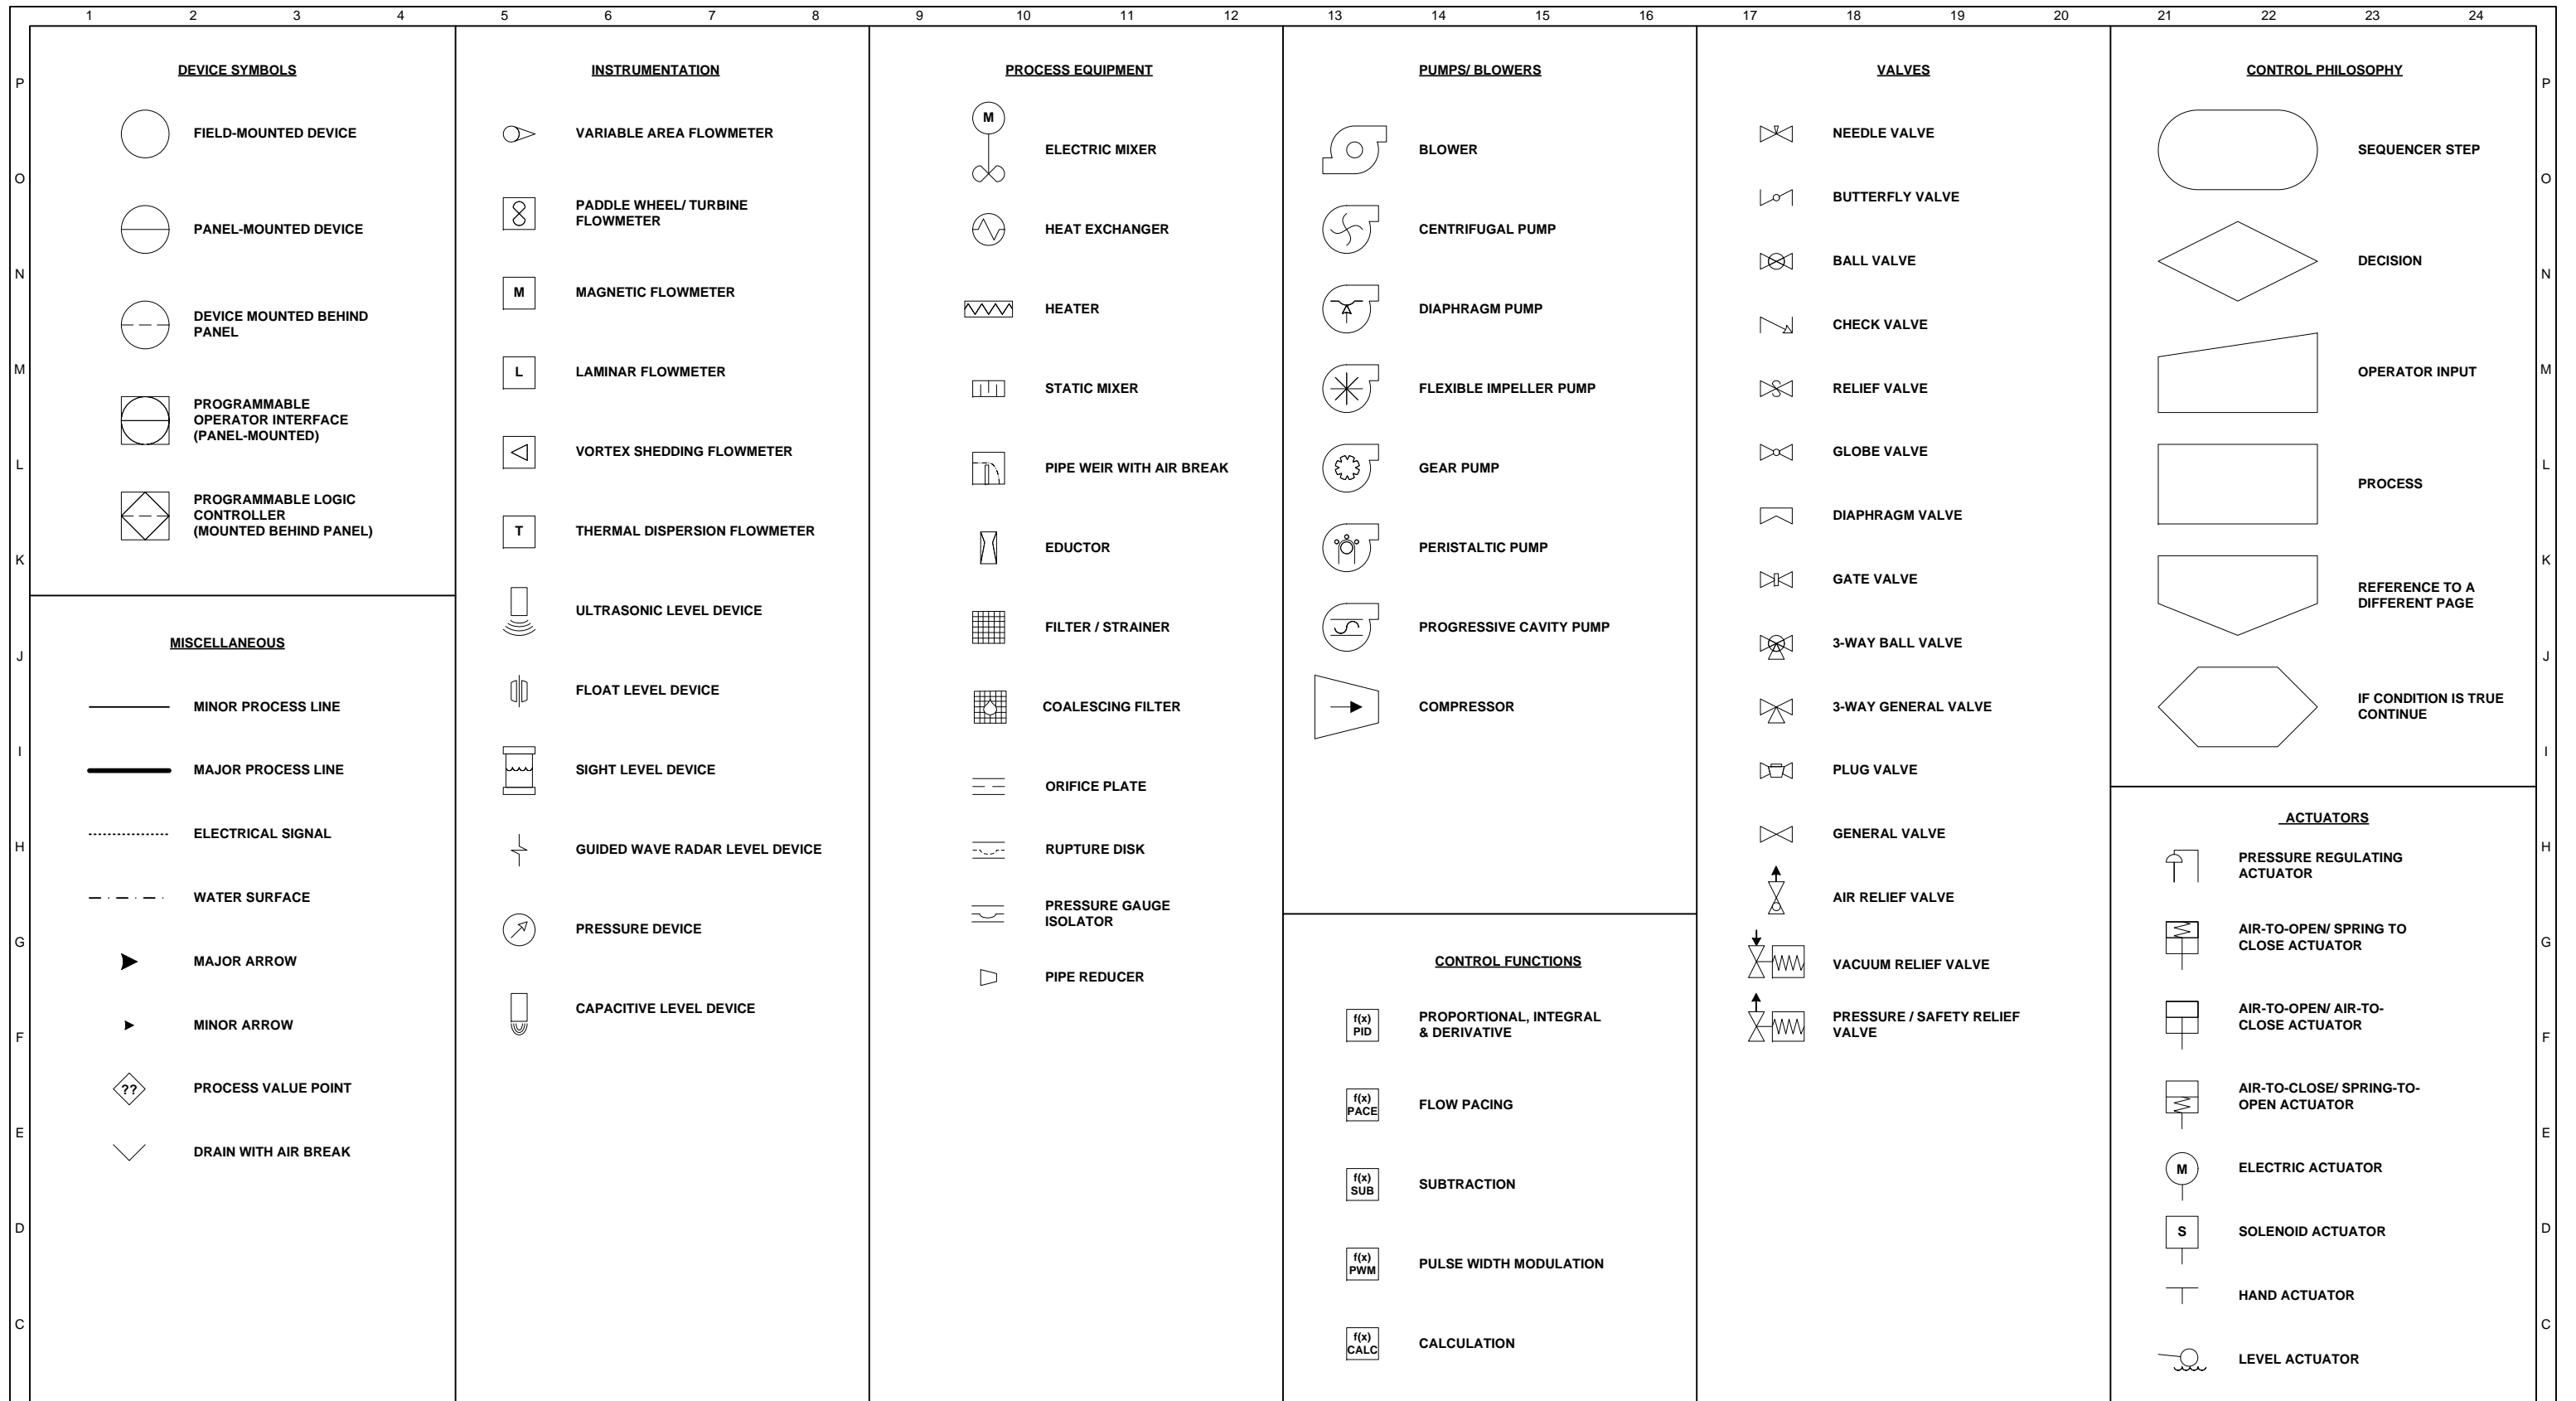 1 2 3 4 5 6 7 8 9 10 11 12 13 14 15 16 17 18 19 20 21 22 23 24
P
O
N
M
L
K
J
I
H
G
F
E
D
C
DEVICE SYMBOLS
FIELD-MOUNTED DEVICE
PANEL-MOUNTED DEVICE
DEVICE MOUNTED BEHIND
PANEL
PROGRAMMABLE
OPERATOR INTERFACE
(PANEL-MOUNTED)
PROGRAMMABLE LOGIC
CONTROLLER
(MOUNTED BEHIND PANEL)
MISCELLANEOUS
MINOR PROCESS LINE
MAJOR PROCESS LINE
ELECTRICAL SIGNAL
WATER SURFACE
MAJOR ARROW
MINOR ARROW
?? PROCESS VALUE POINT
DRAIN WITH AIR BREAK
INSTRUMENTATION
VARIABLE AREA FLOWMETER
PADDLE WHEEL/ TURBINE
FLOWMETER
M MAGNETIC FLOWMETER
L LAMINAR FLOWMETER
VORTEX SHEDDING FLOWMETER
T THERMAL DISPERSION FLOWMETER
ULTRASONIC LEVEL DEVICE
FLOAT LEVEL DEVICE
SIGHT LEVEL DEVICE
GUIDED WAVE RADAR LEVEL DEVICE
PRESSURE DEVICE
CAPACITIVE LEVEL DEVICE
PROCESS EQUIPMENT
M
ELECTRIC MIXER
HEAT EXCHANGER
HEATER
STATIC MIXER
PIPE WEIR WITH AIR BREAK
EDUCTOR
FILTER / STRAINER
COALESCING FILTER
ORIFICE PLATE
RUPTURE DISK
PRESSURE GAUGE
ISOLATOR
PIPE REDUCER
PUMPS/ BLOWERS
BLOWER
CENTRIFUGAL PUMP
DIAPHRAGM PUMP
FLEXIBLE IMPELLER PUMP
GEAR PUMP
PERISTALTIC PUMP
PROGRESSIVE CAVITY PUMP
COMPRESSOR
CONTROL FUNCTIONS
f(x) PROPORTIONAL, INTEGRAL
PID & DERIVATIVE
f(x)
PACE FLOW PACING
f(x)
SUB SUBTRACTION
f(x)
PWM PULSE WIDTH MODULATION
f(x)
CALC CALCULATION
VALVES
NEEDLE VALVE
BUTTERFLY VALVE
BALL VALVE
CHECK VALVE
RELIEF VALVE
GLOBE VALVE
DIAPHRAGM VALVE
GATE VALVE
3-WAY BALL VALVE
3-WAY GENERAL VALVE
PLUG VALVE
GENERAL VALVE
AIR RELIEF VALVE
VACUUM RELIEF VALVE
PRESSURE / SAFETY RELIEF
VALVE
CONTROL PHILOSOPHY
SEQUENCER STEP
DECISION
OPERATOR INPUT
PROCESS
REFERENCE TO A
DIFFERENT PAGE
IF CONDITION IS TRUE
CONTINUE
ACTUATORS
PRESSURE REGULATING
ACTUATOR
AIR-TO-OPEN/ SPRING TO
CLOSE ACTUATOR
AIR-TO-OPEN/ AIR-TO-
CLOSE ACTUATOR
AIR-TO-CLOSE/ SPRING-TO-
OPEN ACTUATOR
M ELECTRIC ACTUATOR
S SOLENOID ACTUATOR
HAND ACTUATOR
LEVEL ACTUATOR
P
O
N
M
L
K
J
I
H
G
F
E
D
C